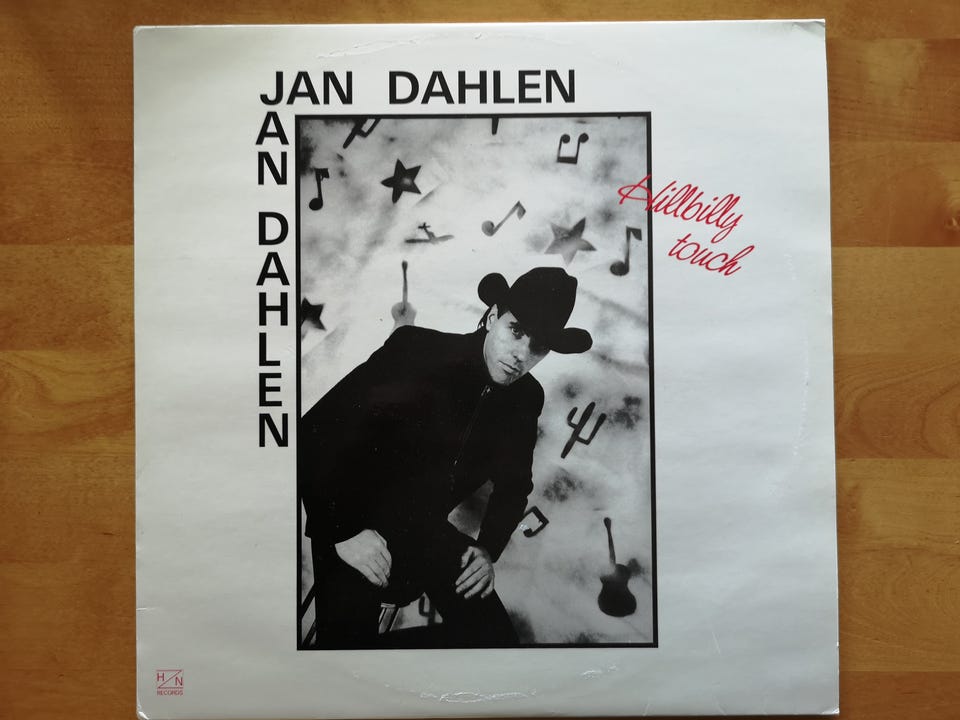 JAN DAHLEN
JAN DAHLEN
Hillbilly
touch
H/N
RECORDS